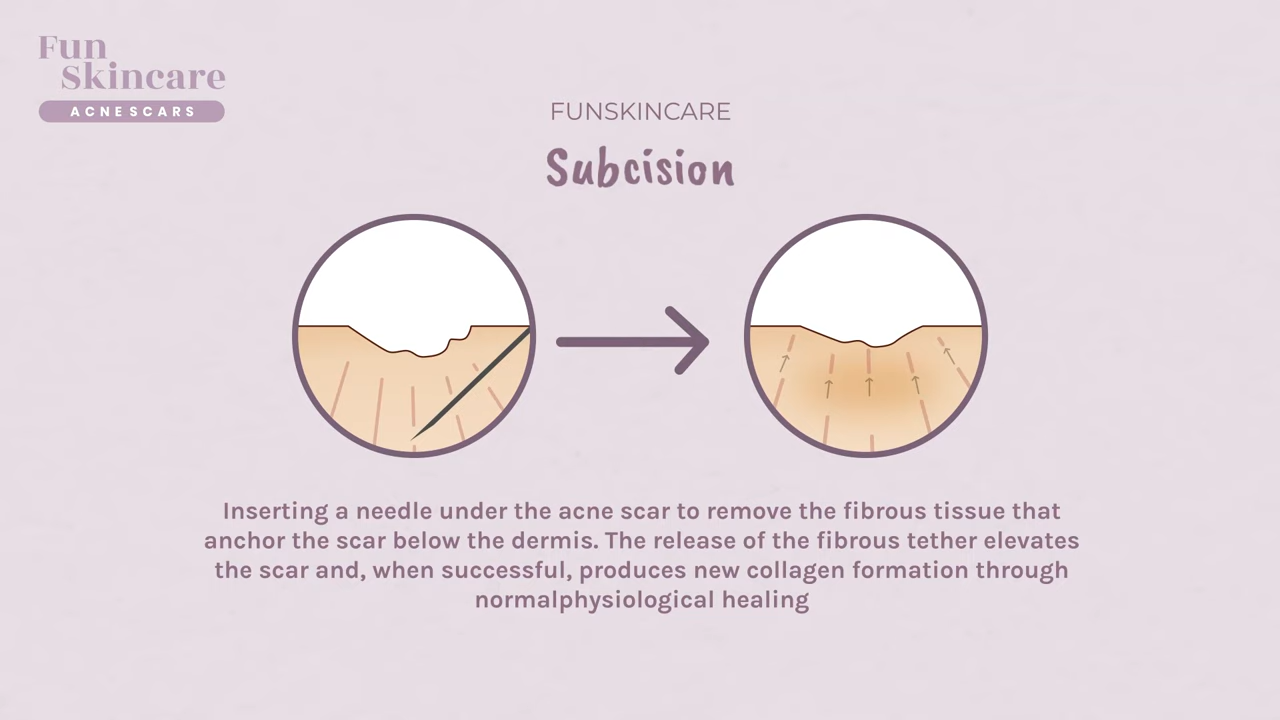 Fun
Skincare
ACNE SCARS
FUNSKINCARE
Subcision
Inserting a needle under the acne scar to remove the fibrous tissue that
anchor the scar below the dermis. The release of the fibrous tether elevates
the scar and, when successful, produces new collagen formation through
normalphysiological healing